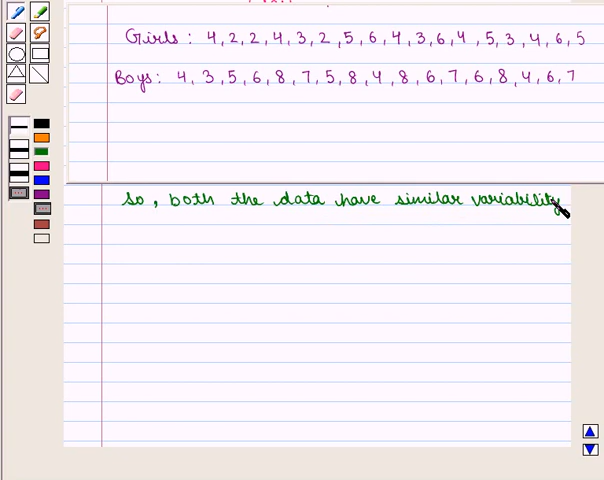 Girls: 4, 2, 2, 4, 3, 2, 5, 6, 4, 3, 6, 4, 5, 3, 4, 6, 5
Boys: 4, 3, 5, 6, 8, 7, 5, 8, 4, 8, 6, 7, 6, 8, 4, 6, 7
So, both the data have similar variability